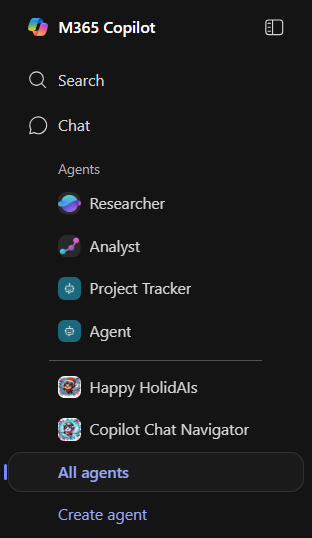 M365 Copilot
Search
Chat
Agents
Researcher
Analyst
Project Tracker
Agent
Happy HolidAIs
Copilot Chat Navigator
All agents
Create agent